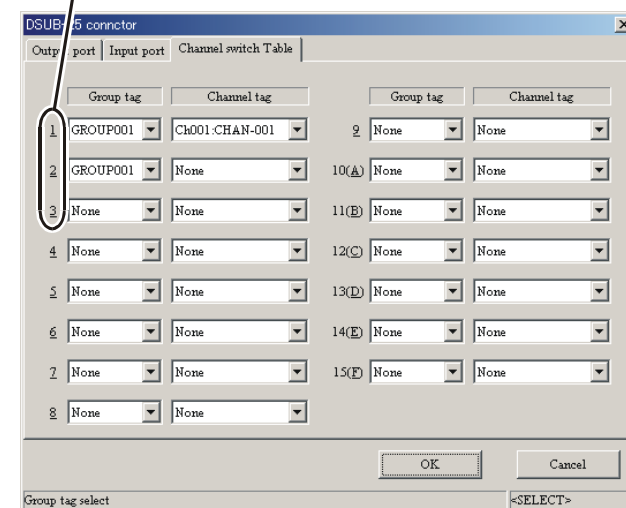 DSUB-25 connctor
Output port Input port Channel switch Table
Group tag Channel tag Group tag Channel tag
1 GROUP001 Ch001:CHAN-001 9 None None
2 GROUP001 None 10(A) None None
3 None None 11(B) None None
4 None None 12(C) None None
5 None None 13(D) None None
6 None None 14(E) None None
7 None None 15(F) None None
8 None None
OK Cancel
Group tag select <SELECT>